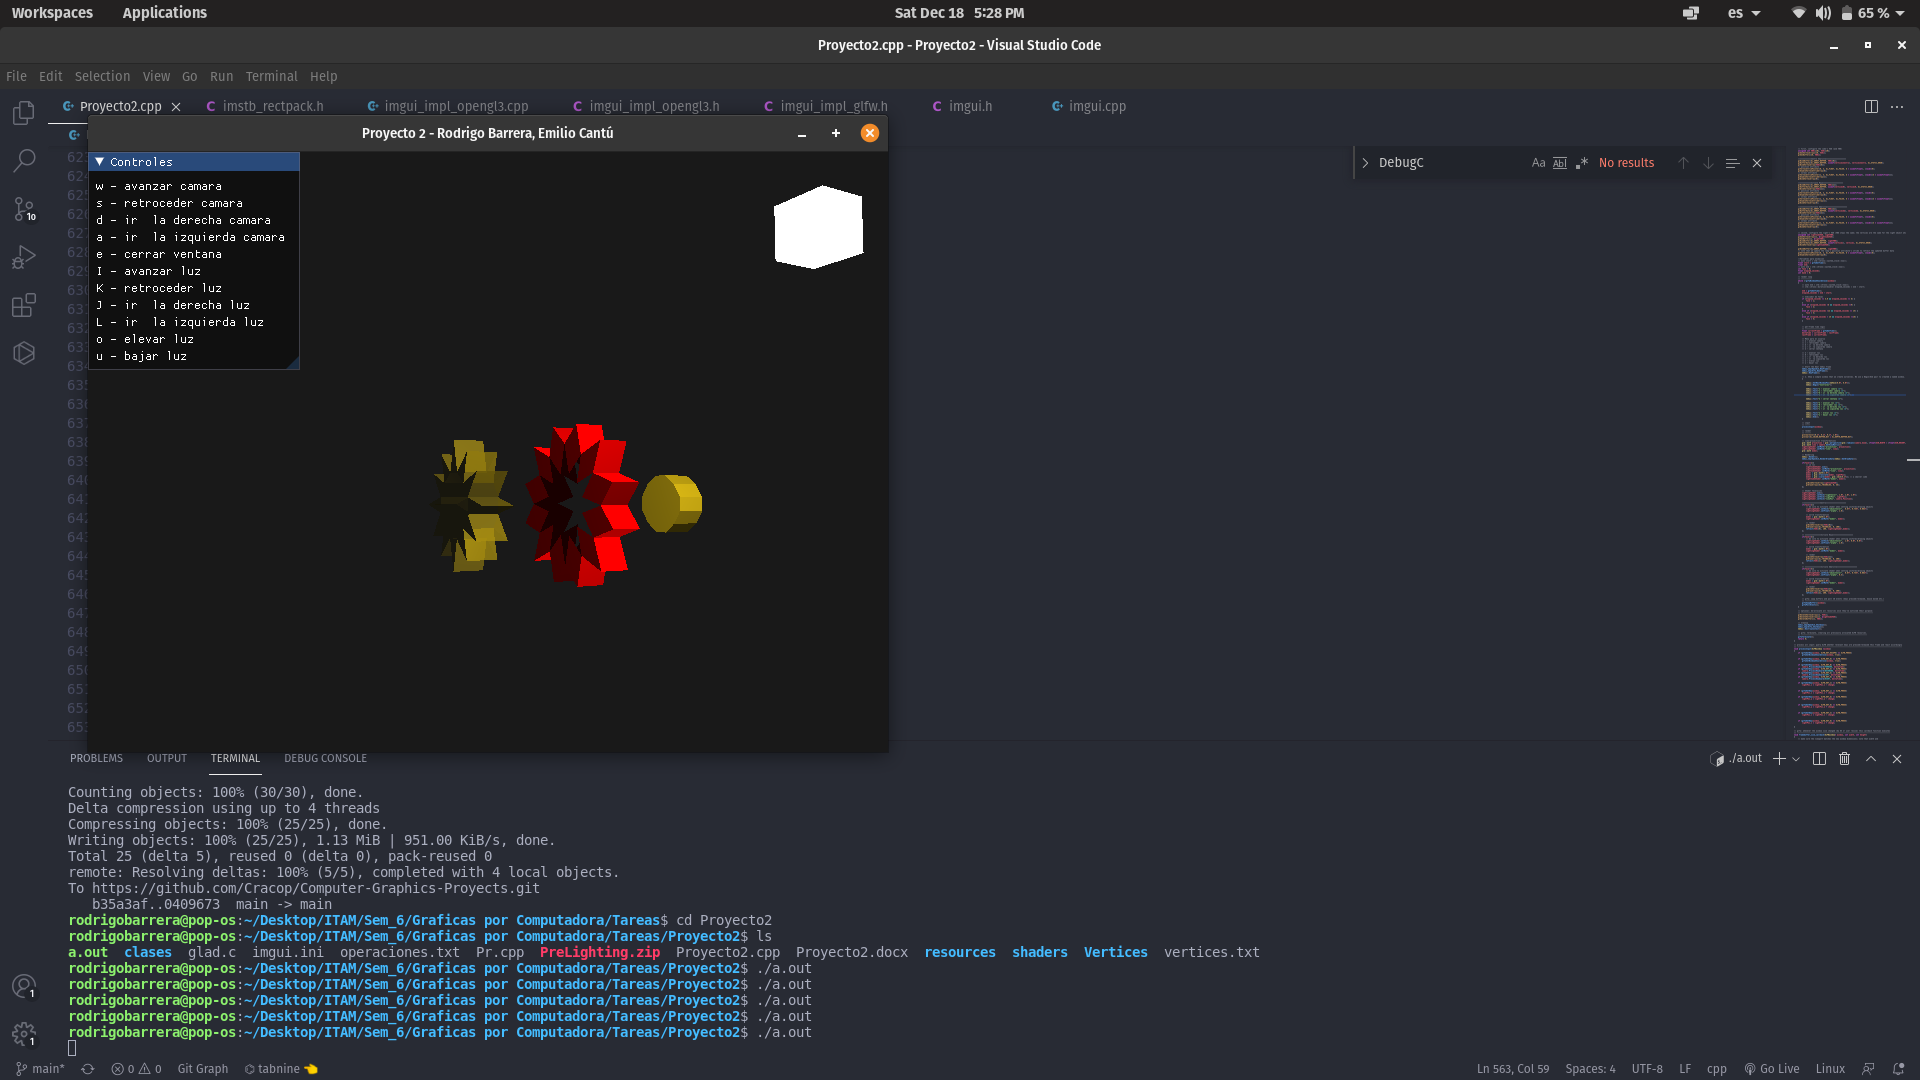 Workspaces Applications Sat Dec 18 5:28 PM es 65 %
Proyecto2.cpp - Proyecto2 - Visual Studio Code
File Edit Selection View Go Run Terminal Help
Proyecto2.cpp imstb_rectpack.h imgui_impl_opengl3.cpp imgui_impl_opengl3.h imgui_impl_glfw.h imgui.h imgui.cpp
Proyecto 2 - Rodrigo Barrera, Emilio Cantú
Controles
w - avanzar camara
s - retroceder camara
d - ir  la derecha camara
a - ir  la izquierda camara
e - cerrar ventana
I - avanzar luz
K - retroceder luz
J - ir  la derecha luz
L - ir  la izquierda luz
o - elevar luz
u - bajar luz
DebugC Aa Abl No results
10
PROBLEMS OUTPUT TERMINAL DEBUG CONSOLE ./a.out
Counting objects: 100% (30/30), done.
Delta compression using up to 4 threads
Compressing objects: 100% (25/25), done.
Writing objects: 100% (25/25), 1.13 MiB | 951.00 KiB/s, done.
Total 25 (delta 5), reused 0 (delta 0), pack-reused 0
remote: Resolving deltas: 100% (5/5), completed with 4 local objects.
To https://github.com/Cracop/Computer-Graphics-Proyects.git
b35a3af..0409673  main -> main
rodrigobarrera@pop-os:~/Desktop/ITAM/Sem_6/Graficas por Computadora/Tareas$ cd Proyecto2
rodrigobarrera@pop-os:~/Desktop/ITAM/Sem_6/Graficas por Computadora/Tareas/Proyecto2$ ls
a.out  clases  glad.c  imgui.ini  operaciones.txt  Pr.cpp  PreLighting.zip  Proyecto2.cpp  Proyecto2.docx  resources  shaders  Vertices  vertices.txt
rodrigobarrera@pop-os:~/Desktop/ITAM/Sem_6/Graficas por Computadora/Tareas/Proyecto2$ ./a.out
rodrigobarrera@pop-os:~/Desktop/ITAM/Sem_6/Graficas por Computadora/Tareas/Proyecto2$ ./a.out
rodrigobarrera@pop-os:~/Desktop/ITAM/Sem_6/Graficas por Computadora/Tareas/Proyecto2$ ./a.out
rodrigobarrera@pop-os:~/Desktop/ITAM/Sem_6/Graficas por Computadora/Tareas/Proyecto2$ ./a.out
rodrigobarrera@pop-os:~/Desktop/ITAM/Sem_6/Graficas por Computadora/Tareas/Proyecto2$ ./a.out
1
1
main* 0 0 Git Graph tabnine Ln 563, Col 59 Spaces: 4 UTF-8 LF cpp Go Live Linux